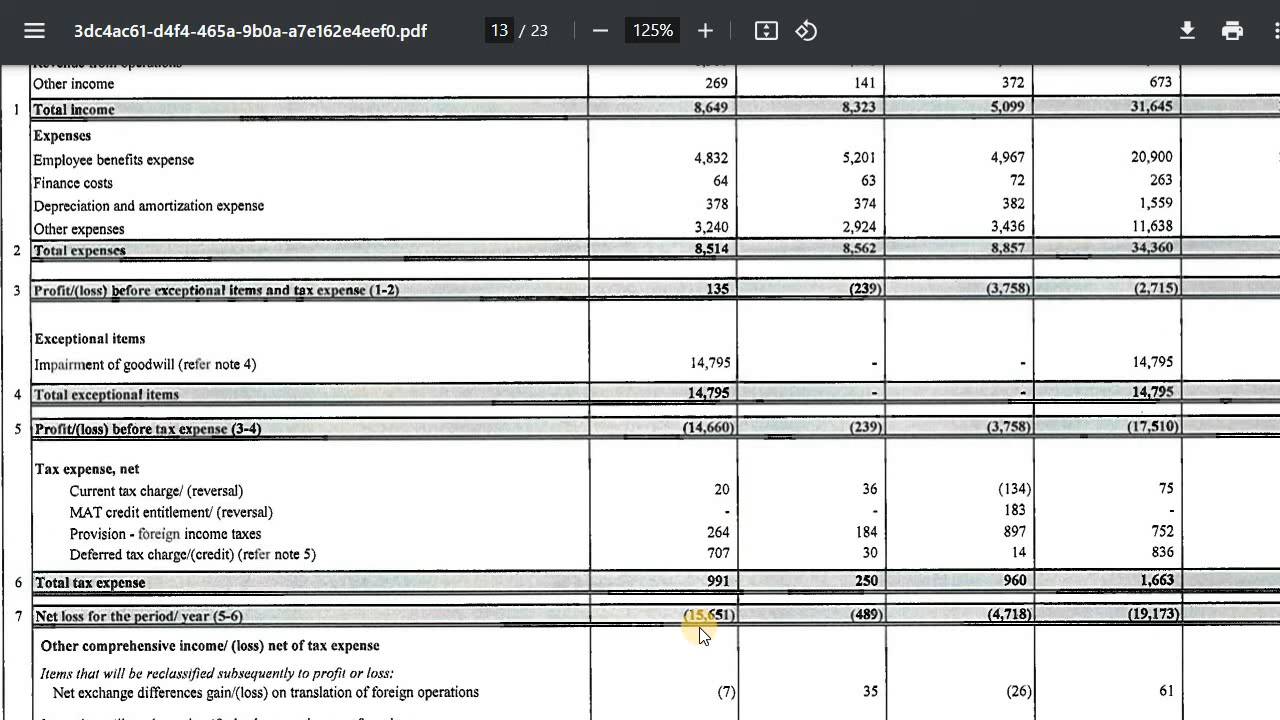 3dc4ac61-d4f4-465a-9b0a-a7e162e4eef0.pdf 13 / 23 125%
Revenue from operations
Other income 269 141 372 673
1 Total income 8,649 8,323 5,099 31,645
Expenses
Employee benefits expense 4,832 5,201 4,967 20,900
Finance costs 64 63 72 263
Depreciation and amortization expense 378 374 382 1,559
Other expenses 3,240 2,924 3,436 11,638
2 Total expenses 8,514 8,562 8,857 34,360
3 Profit/(loss) before exceptional items and tax expense (1-2) 135 (239) (3,758) (2,715)
Exceptional items
Impairment of goodwill (refer note 4) 14,795 - - 14,795
4 Total exceptional items 14,795 - - 14,795
5 Profit/(loss) before tax expense (3-4) (14,660) (239) (3,758) (17,510)
Tax expense, net
Current tax charge/ (reversal) 20 36 (134) 75
MAT credit entitlement/ (reversal) - - 183 -
Provision - foreign income taxes 264 184 897 752
Deferred tax charge/(credit) (refer note 5) 707 30 14 836
6 Total tax expense 991 250 960 1,663
7 Net loss for the period/ year (5-6) (15,651) (489) (4,718) (19,173)
Other comprehensive income/ (loss) net of tax expense
Items that will be reclassified subsequently to profit or loss:
Net exchange differences gain/(loss) on translation of foreign operations (7) 35 (26) 61